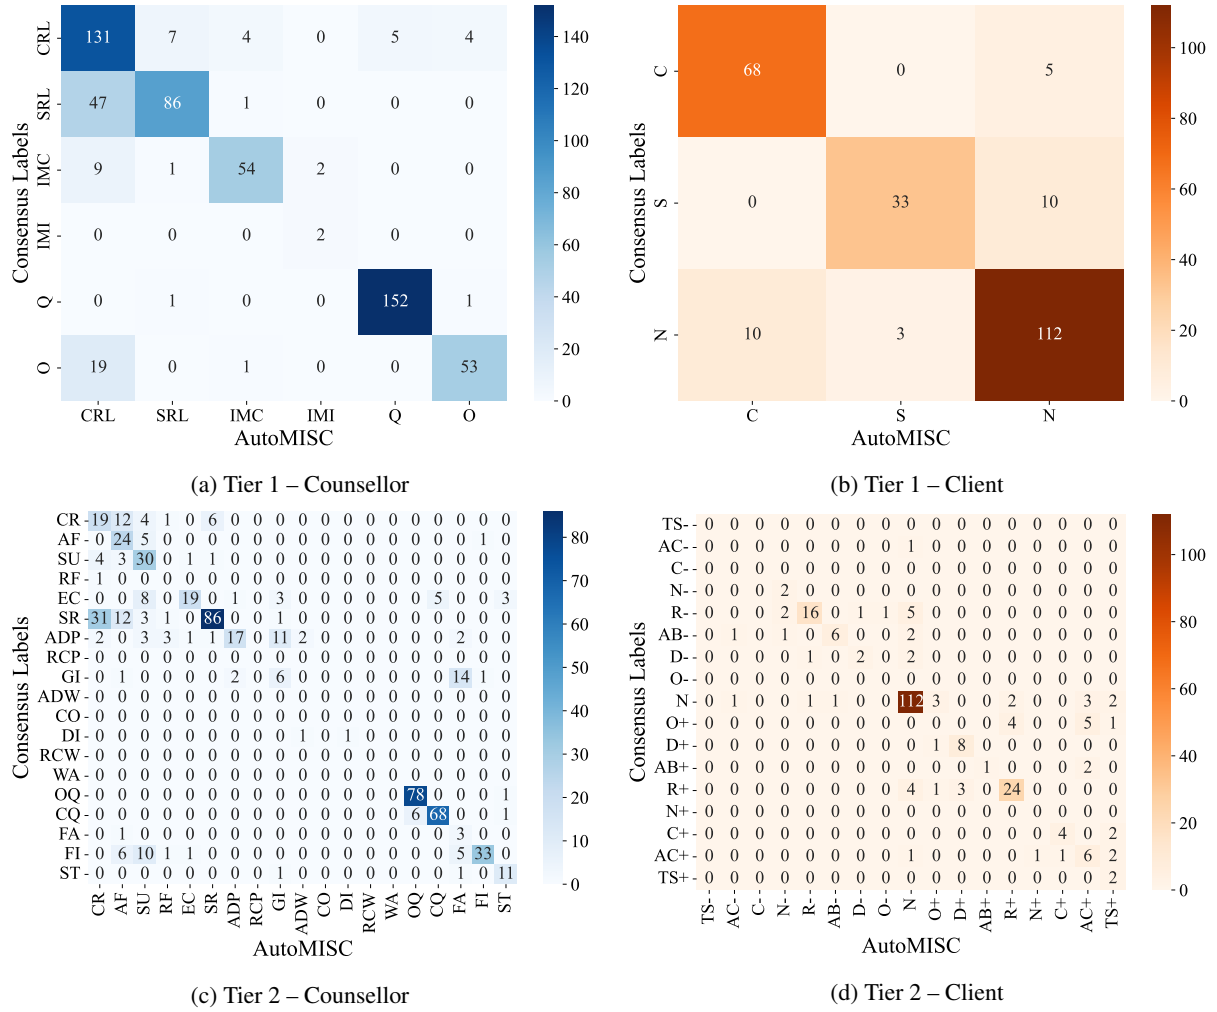 Consensus Labels
CRL 131 7 4 0 5 4
SRL 47 86 1 0 0 0
IMC 9 1 54 2 0 0
IMI 0 0 0 2 0 0
Q 0 1 0 0 152 1
O 19 0 1 0 0 53
CRL SRL IMC IMI Q O
AutoMISC
140
120
100
80
60
40
20
0
(a) Tier 1 – Counsellor
Consensus Labels
C 68 0 5
S 0 33 10
N 10 3 112
C S N
AutoMISC
100
80
60
40
20
0
(b) Tier 1 – Client
Consensus Labels
CR 19 12 4 1 0 6 0 0 0 0 0 0 0 0 0 0 0 0 0
AF 0 24 5 0 0 0 0 0 0 0 0 0 0 0 0 0 0 1 0
SU 4 3 30 0 1 1 0 0 0 0 0 0 0 0 0 0 0 0 0
RF 1 0 0 0 0 0 0 0 0 0 0 0 0 0 0 0 0 0 0
EC 0 0 8 0 19 0 1 0 3 0 0 0 0 0 0 5 0 0 3
SR 31 12 3 1 0 86 0 0 1 0 0 0 0 0 0 0 0 0 0
ADP 2 0 3 3 1 1 17 0 11 2 0 0 0 0 0 0 2 0 0
RCP 0 0 0 0 0 0 0 0 0 0 0 0 0 0 0 0 0 0 0
GI 0 1 0 0 0 0 2 0 6 0 0 0 0 0 0 0 14 1 0
ADW 0 0 0 0 0 0 0 0 0 0 0 0 0 0 0 0 0 0 0
CO 0 0 0 0 0 0 0 0 0 0 0 0 0 0 0 0 0 0 0
DI 0 0 0 0 0 0 0 0 0 1 0 1 0 0 0 0 0 0 0
RCW 0 0 0 0 0 0 0 0 0 0 0 0 0 0 0 0 0 0 0
WA 0 0 0 0 0 0 0 0 0 0 0 0 0 0 0 0 0 0 0
OQ 0 0 0 0 0 0 0 0 0 0 0 0 0 0 78 0 0 0 1
CQ 0 0 0 0 0 0 0 0 0 0 0 0 0 0 6 68 0 0 1
FA 0 1 0 0 0 0 0 0 0 0 0 0 0 0 0 0 3 0 0
FI 0 6 10 1 1 0 0 0 0 0 0 0 0 0 0 0 5 33 0
ST 0 0 0 0 0 0 0 0 1 0 0 0 0 0 0 0 1 0 11
CR AF SU RF EC SR ADP RCP GI ADW CO DI RCW WA OQ CQ FA FI ST
AutoMISC
80
70
60
50
40
30
20
10
0
(c) Tier 2 – Counsellor
Consensus Labels
TS- 0 0 0 0 0 0 0 0 0 0 0 0 0 0 0 0 0
AC- 0 0 0 0 0 0 0 0 1 0 0 0 0 0 0 0 0
C- 0 0 0 0 0 0 0 0 0 0 0 0 0 0 0 0 0
N- 0 0 0 2 0 0 0 0 0 0 0 0 0 0 0 0 0
R- 0 0 0 2 16 0 1 1 5 0 0 0 0 0 0 0 0
AB- 0 1 0 1 0 6 0 0 2 0 0 0 0 0 0 0 0
D- 0 0 0 0 1 0 2 0 2 0 0 0 0 0 0 0 0
O- 0 0 0 0 0 0 0 0 0 0 0 0 0 0 0 0 0
N 0 1 0 0 1 1 0 0 112 3 0 0 2 0 0 3 2
O+ 0 0 0 0 0 0 0 0 0 0 0 0 4 0 0 5 1
D+ 0 0 0 0 0 0 0 0 0 1 8 0 0 0 0 0 0
AB+ 0 0 0 0 0 0 0 0 0 0 0 1 0 0 0 2 0
R+ 0 0 0 0 0 0 0 0 4 1 3 0 24 0 0 0 0
N+ 0 0 0 0 0 0 0 0 0 0 0 0 0 0 0 0 0
C+ 0 0 0 0 0 0 0 0 0 0 0 0 0 0 4 0 2
AC+ 0 0 0 0 0 0 0 0 1 0 0 0 0 1 1 6 2
TS+ 0 0 0 0 0 0 0 0 0 0 0 0 0 0 0 0 2
TS- AC- C- N- R- AB- D- O- N O+ D+ AB+ R+ N+ C+ AC+ TS+
AutoMISC
100
80
60
40
20
0
(d) Tier 2 – Client